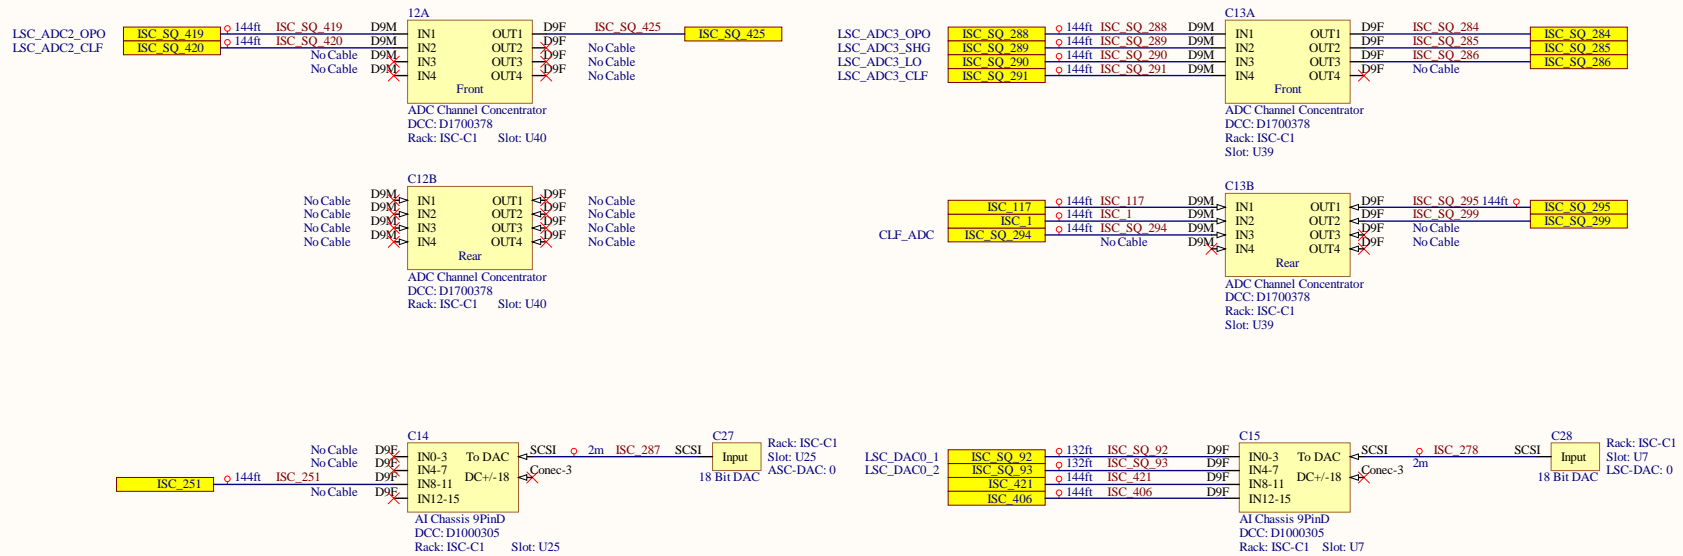 12A
LSC_ADC2_OPO ISC_SQ_419 144ft ISC_SQ_419 D9M IN1 OUT1 D9F ISC_SQ_425 ISC_SQ_425
LSC_ADC2_CLF ISC_SQ_420 144ft ISC_SQ_420 D9M IN2 OUT2 D9F No Cable
No Cable D9M IN3 OUT3 D9F No Cable
No Cable D9M IN4 OUT4 D9F No Cable
Front
ADC Channel Concentrator
DCC: D1700378
Rack: ISC-C1 Slot: U40
C13A
LSC_ADC3_OPO ISC_SQ_288 144ft ISC_SQ_288 D9M IN1 OUT1 D9F ISC_SQ_284 ISC_SQ_284
LSC_ADC3_SHG ISC_SQ_289 144ft ISC_SQ_289 D9M IN2 OUT2 D9F ISC_SQ_285 ISC_SQ_285
LSC_ADC3_LO ISC_SQ_290 144ft ISC_SQ_290 D9M IN3 OUT3 D9F ISC_SQ_286 ISC_SQ_286
LSC_ADC3_CLF ISC_SQ_291 144ft ISC_SQ_291 D9M IN4 OUT4 D9F No Cable
Front
ADC Channel Concentrator
DCC: D1700378
Rack: ISC-C1
Slot: U39
C12B
No Cable D9M IN1 OUT1 D9F No Cable
No Cable D9M IN2 OUT2 D9F No Cable
No Cable D9M IN3 OUT3 D9F No Cable
No Cable D9M IN4 OUT4 D9F No Cable
Rear
ADC Channel Concentrator
DCC: D1700378
Rack: ISC-C1 Slot: U40
C13B
ISC_117 144ft ISC_117 D9M IN1 OUT1 D9F ISC_SQ_295 144ft ISC_SQ_295
ISC_1 144ft ISC_1 D9M IN2 OUT2 D9F ISC_SQ_299 ISC_SQ_299
CLF_ADC ISC_SQ_294 144ft ISC_SQ_294 D9M IN3 OUT3 D9F No Cable
No Cable D9M IN4 OUT4 D9F No Cable
Rear
ADC Channel Concentrator
DCC: D1700378
Rack: ISC-C1
Slot: U39
C14
No Cable D9F IN0-3 To DAC SCSI 2m ISC_287 SCSI
No Cable D9F IN4-7
ISC_251 144ft ISC_251 D9F IN8-11 DC+/-18 Conec-3
No Cable D9F IN12-15
AI Chassis 9PinD
DCC: D1000305
Rack: ISC-C1 Slot: U25
C27
Input
18 Bit DAC
Rack: ISC-C1
Slot: U25
ASC-DAC: 0
C15
LSC_DAC0_1 ISC_SQ_92 132ft ISC_SQ_92 D9F IN0-3 To DAC SCSI 2m ISC_278 SCSI
LSC_DAC0_2 ISC_SQ_93 132ft ISC_SQ_93 D9F IN4-7
ISC_421 144ft ISC_421 D9F IN8-11 DC+/-18 Conec-3
ISC_406 144ft ISC_406 D9F IN12-15
AI Chassis 9PinD
DCC: D1000305
Rack: ISC-C1 Slot: U7
C28
Input
18 Bit DAC
Rack: ISC-C1
Slot: U7
LSC-DAC: 0